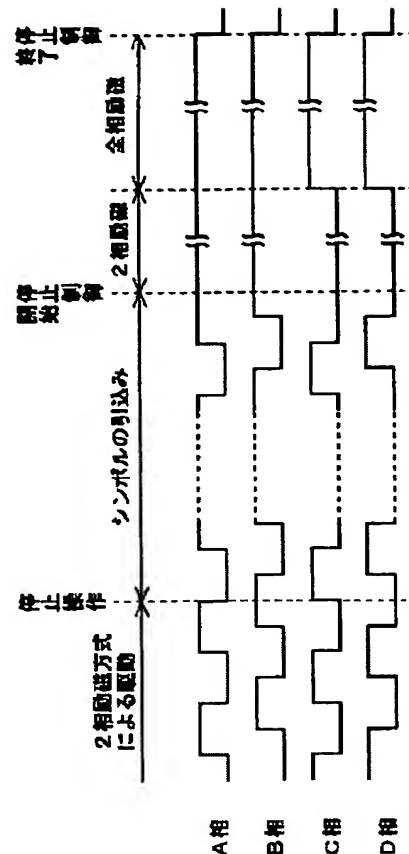 2相励磁方式
による駆動
停止操作
シンボルの引込み
停止制御
開始
2相励磁
全相励磁
停止制御
終了
A相
B相
C相
D相